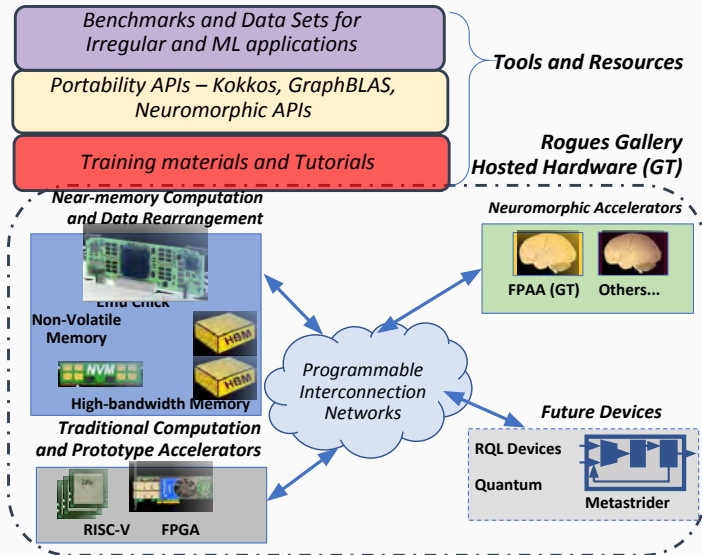 Benchmarks and Data Sets for
Irregular and ML applications
Portability APIs – Kokkos, GraphBLAS,
Neuromorphic APIs
Training materials and Tutorials
Tools and Resources
Rogues Gallery
Hosted Hardware (GT)
Near-memory Computation
and Data Rearrangement
Emu Chick
Non-Volatile
Memory
HBM
NVM
HBM
High-bandwidth Memory
Neuromorphic Accelerators
FPAA (GT)
Others...
Programmable
Interconnection
Networks
Traditional Computation
and Prototype Accelerators
CPU
RISC-V
FPGA
Future Devices
RQL Devices
Quantum
Metastrider